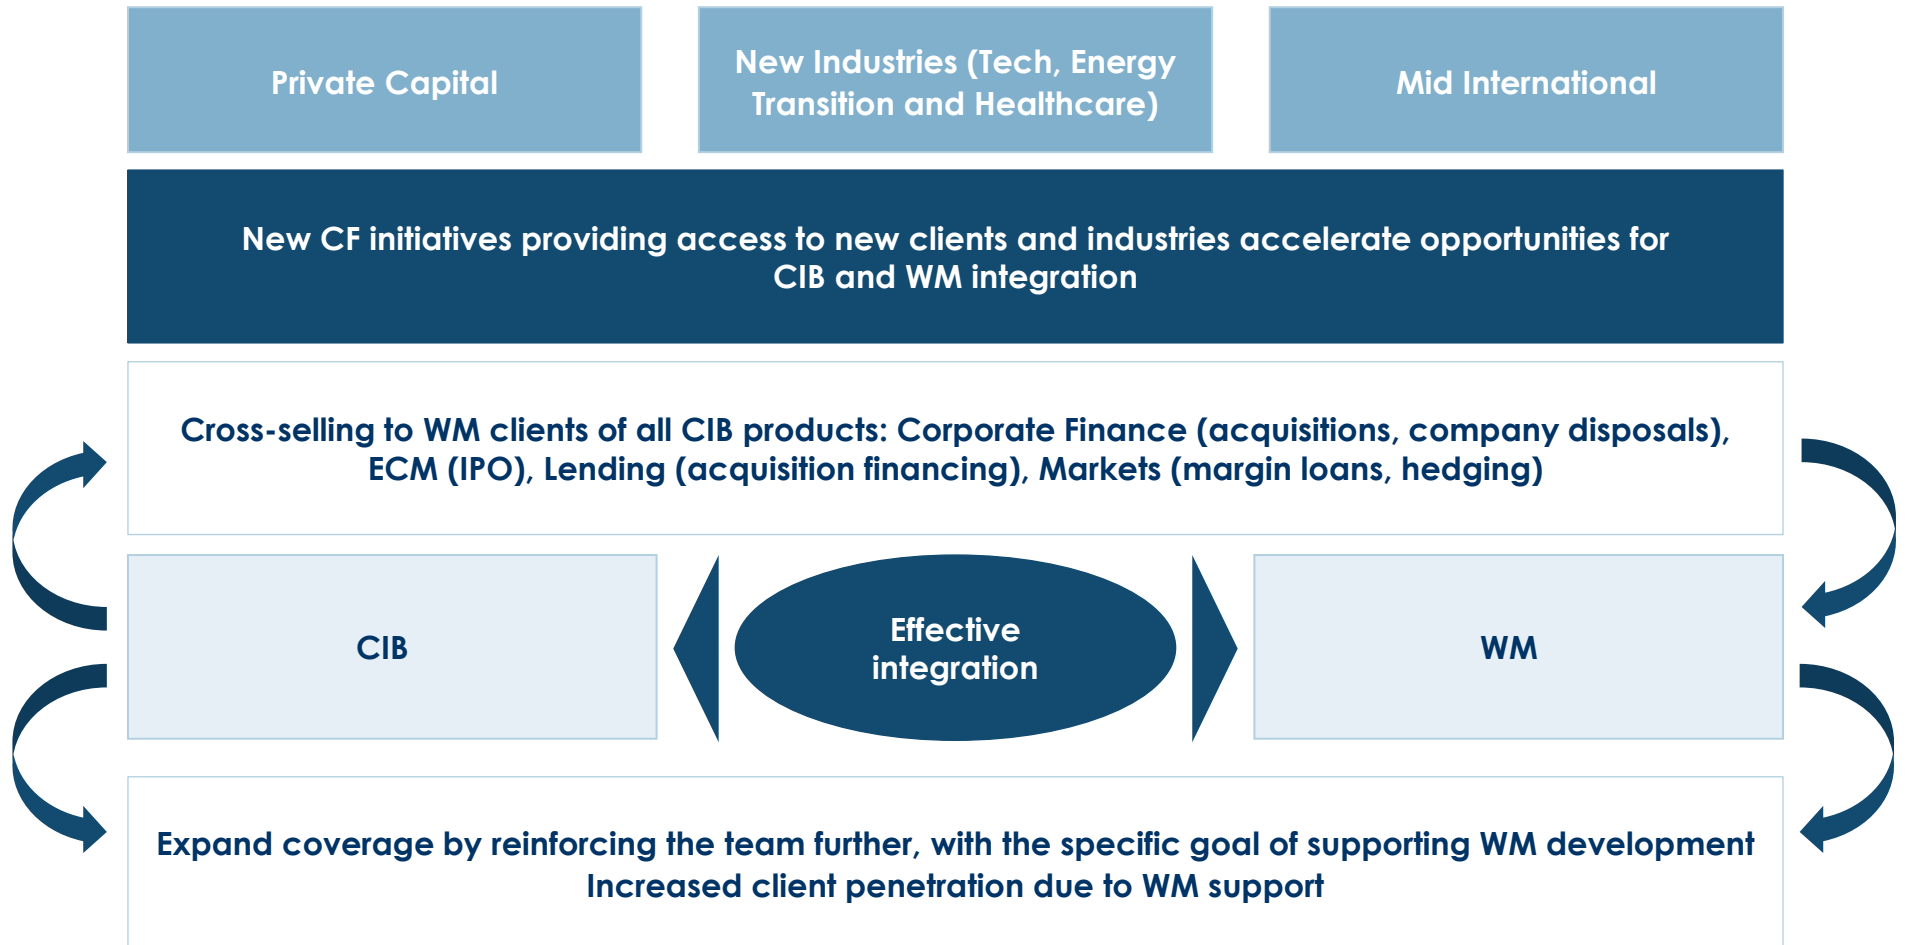 Private Capital
New Industries (Tech, Energy
Transition and Healthcare)
Mid International
New CF initiatives providing access to new clients and industries accelerate opportunities for
CIB and WM integration
Cross-selling to WM clients of all CIB products: Corporate Finance (acquisitions, company disposals),
ECM (IPO), Lending (acquisition financing), Markets (margin loans, hedging)
CIB
Effective
integration
WM
Expand coverage by reinforcing the team further, with the specific goal of supporting WM development
Increased client penetration due to WM support